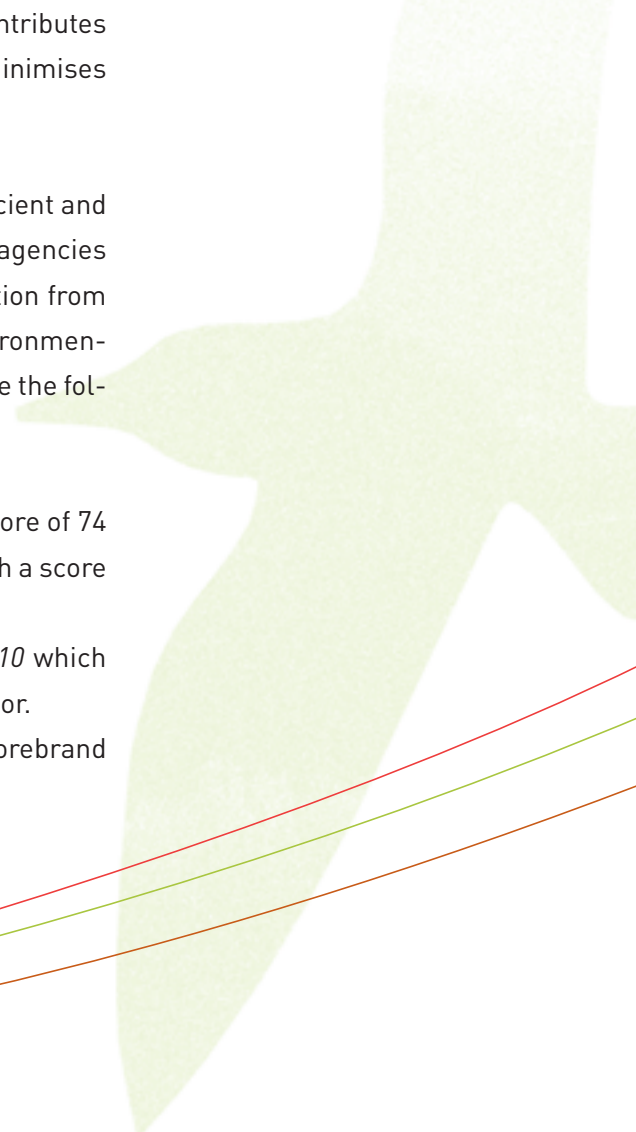 ntributes
inimises
cient and
agencies
tion from
ronmen-
e the fol-
ore of 74
h a score
10 which
or.
orebrand